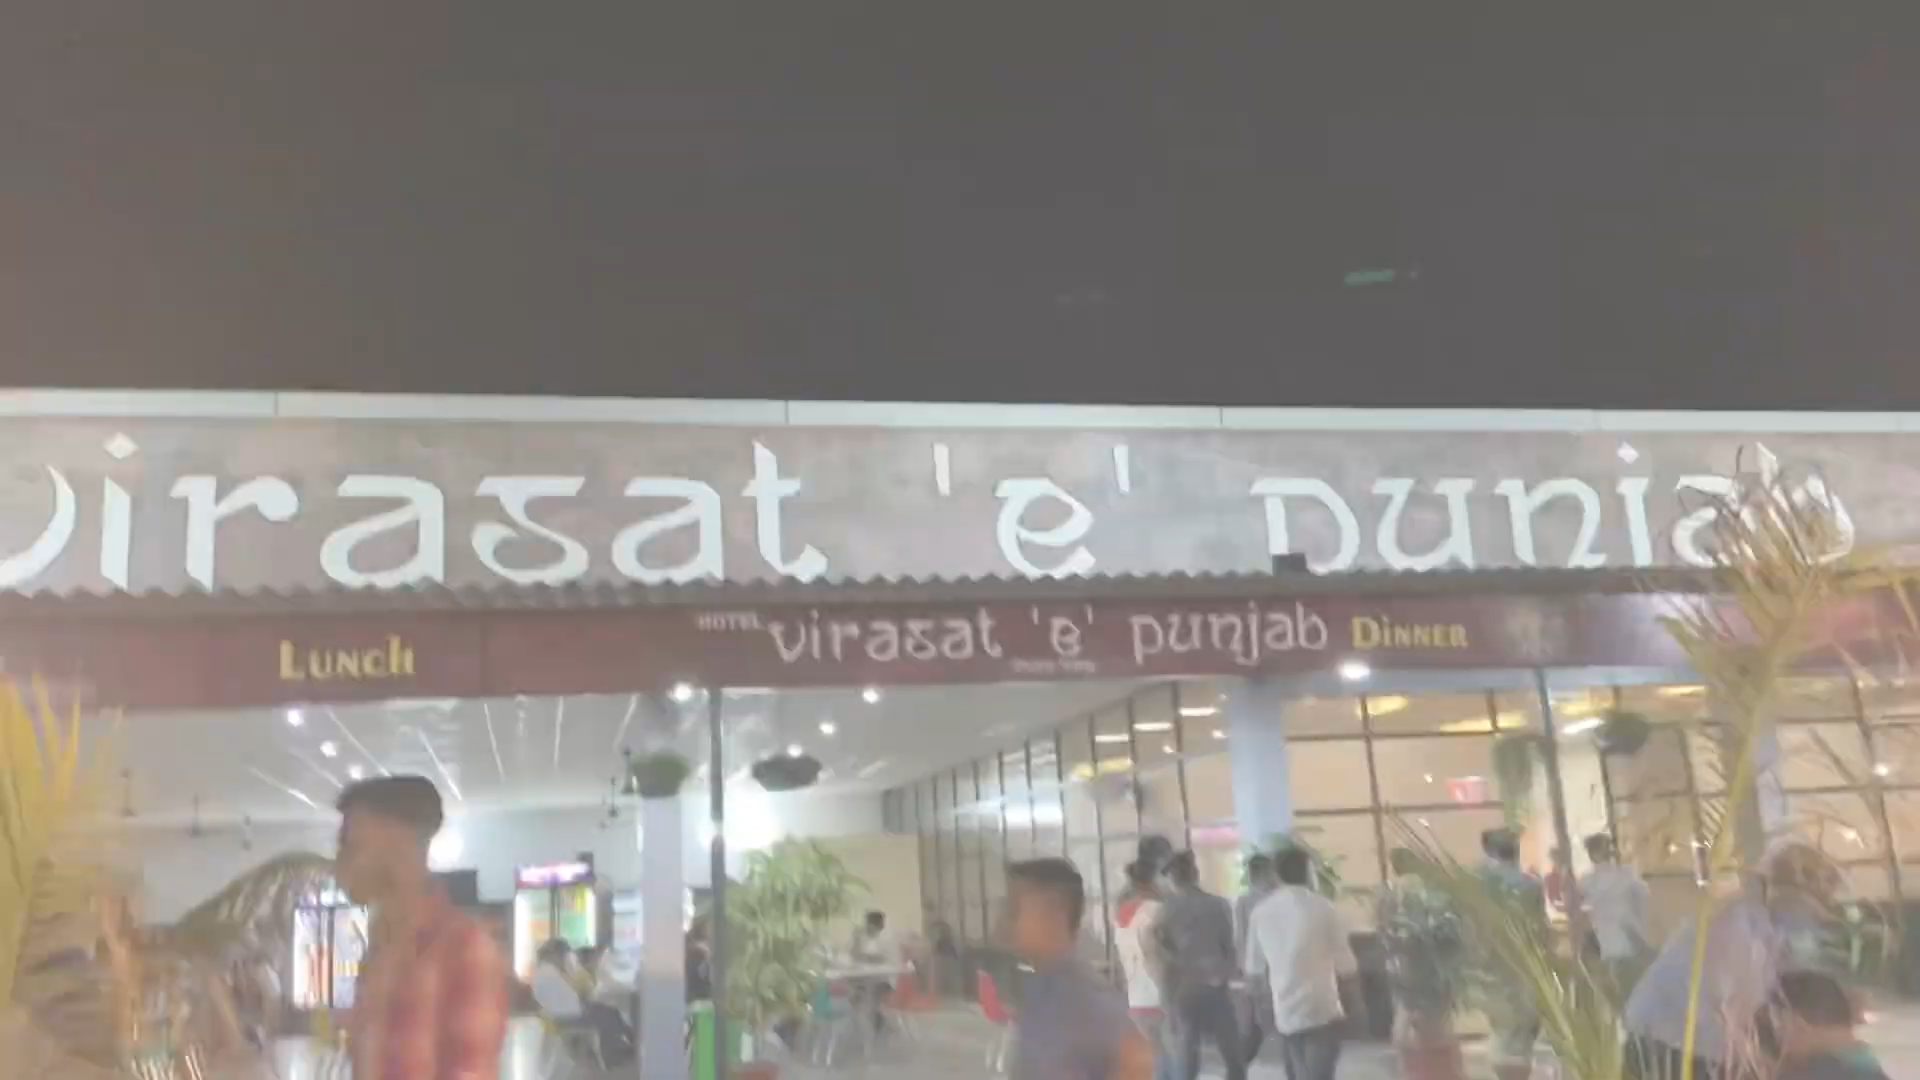 virasat 'e' punjab
Lunch
HOTEL virasat 'e' punjab
Dinner